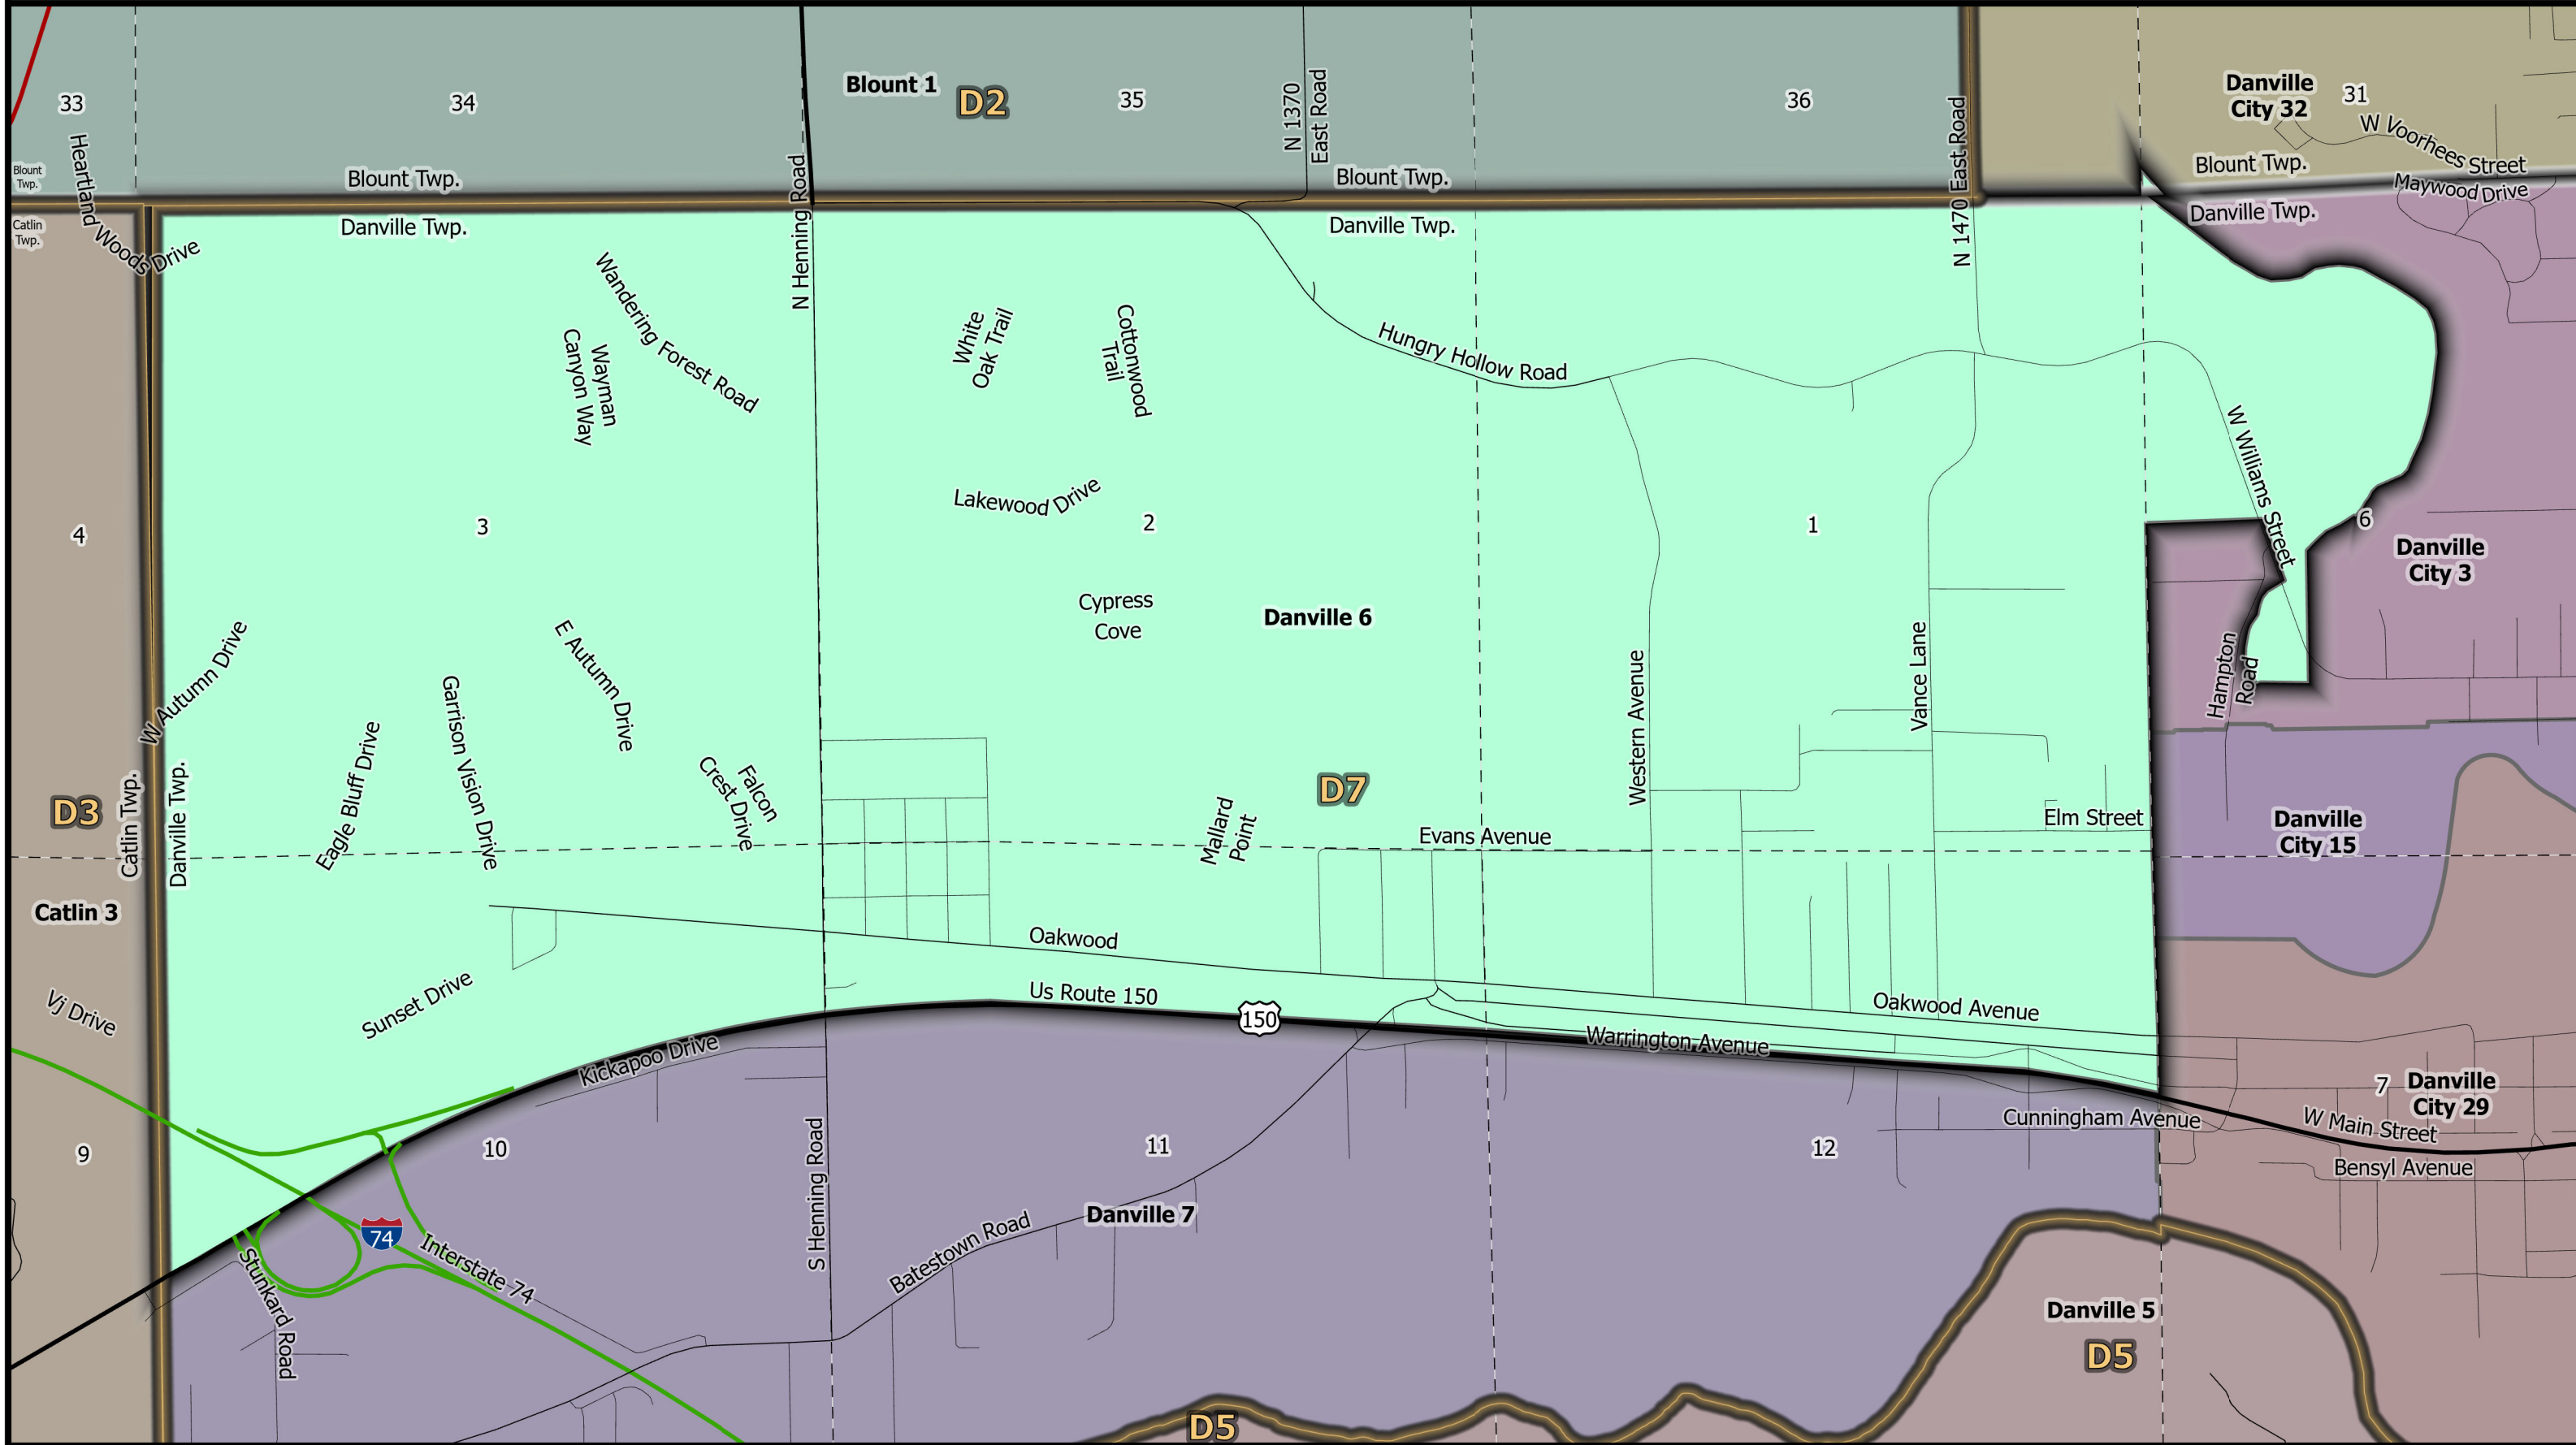 33
34
Blount 1
D2
35
N 1370
East Road
36
N 1470 East Road
Danville
City 32
31
W Voorhees Street
Blount Twp.
Maywood Drive
Danville Twp.
Blount
Twp.
Catlin
Twp.
Heartland Woods Drive
Blount Twp.
Danville Twp.
N Henning Road
Blount Twp.
Danville Twp.
Wandering Forest Road
Wayman
Canyon Way
White
Oak Trail
Cottonwood
Trail
Hungry Hollow Road
W Williams Street
4
3
Lakewood Drive
2
1
6
Danville
City 3
Cypress
Cove
Danville 6
W Autumn Drive
E Autumn Drive
Garrison Vision Drive
Eagle Bluff Drive
Falcon
Crest Drive
Western Avenue
Vance Lane
Hampton
Road
D3
Catlin Twp.
Danville Twp.
D7
Mallard
Point
Evans Avenue
Elm Street
Danville
City 15
Catlin 3
Oakwood
Us Route 150
150
Oakwood Avenue
Warrington Avenue
Vj Drive
Sunset Drive
Kickapoo Drive
7
Danville
City 29
Cunningham Avenue
W Main Street
Bensyl Avenue
9
10
11
12
S Henning Road
Danville 7
74
Interstate 74
Stunkard Road
Batestown Road
Danville 5
D5
D5